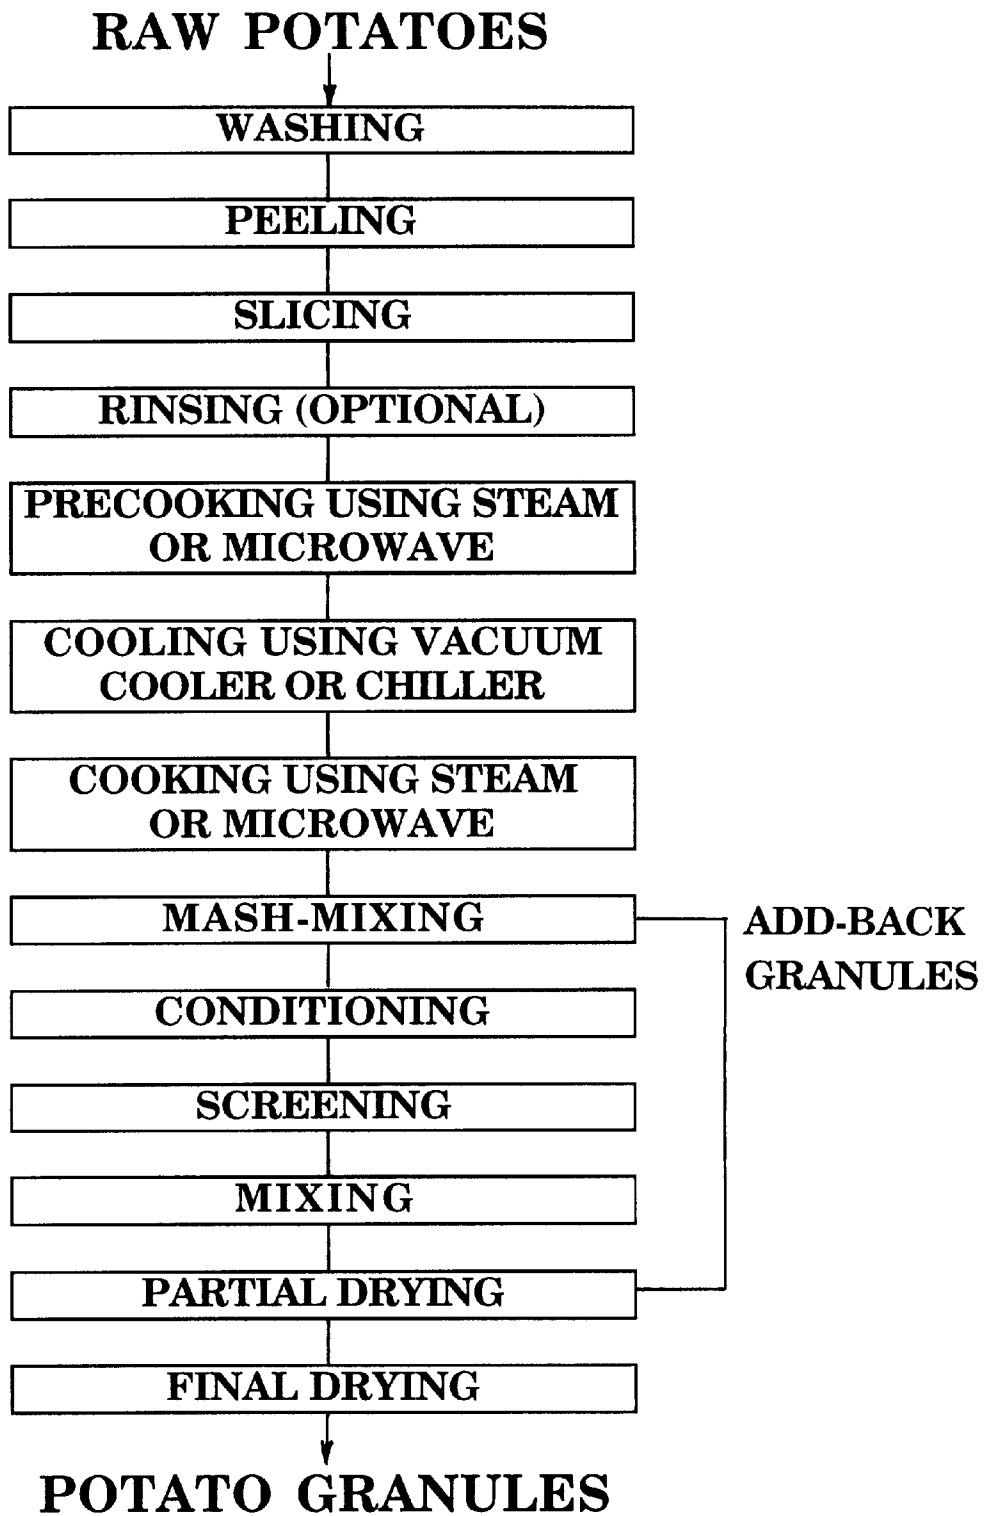 RAW POTATOES
WASHING
PEELING
SLICING
RINSING (OPTIONAL)
PRECOOKING USING STEAM
OR MICROWAVE
COOLING USING VACUUM
COOLER OR CHILLER
COOKING USING STEAM
OR MICROWAVE
MASH-MIXING
ADD-BACK
GRANULES
CONDITIONING
SCREENING
MIXING
PARTIAL DRYING
FINAL DRYING
POTATO GRANULES